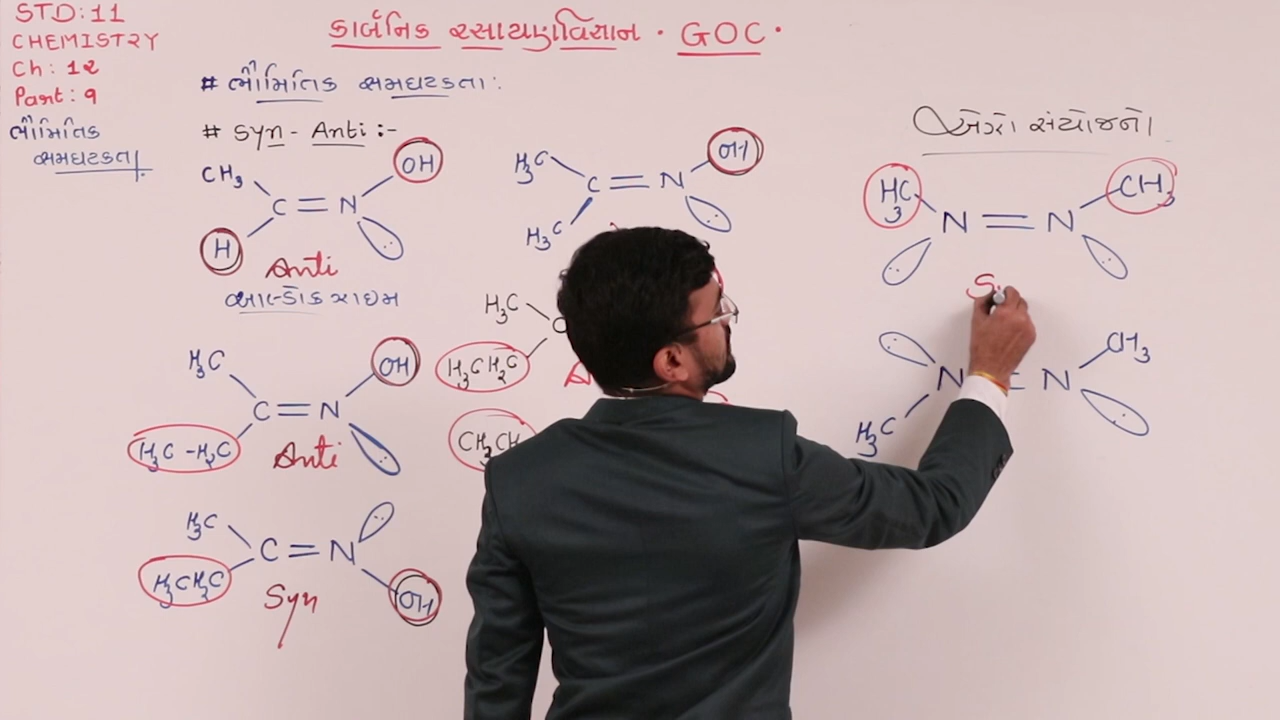 STD:11
CHEMISTRY
Ch: 12
Part: 9
ભૌમિતિક
સમઘટકતા.
કાર્બનિક રસાયણવિજ્ઞાન · GOC ·
# ભૌમિતિક સમઘટકતા:
# Syn - Anti :-
CH3 OH
C = N
H
Anti
આલ્ડોક્ઝાઇમ
H3C OH
C = N
H3C
H3C OH
C = N
H3C-H2C
Anti
H3C
H3CH2C
H3C
C = N
H3CH2C OH
Syn
એઝો સંયોજનો
H3C CH3
N = N
S
CH3
N = N
H3C